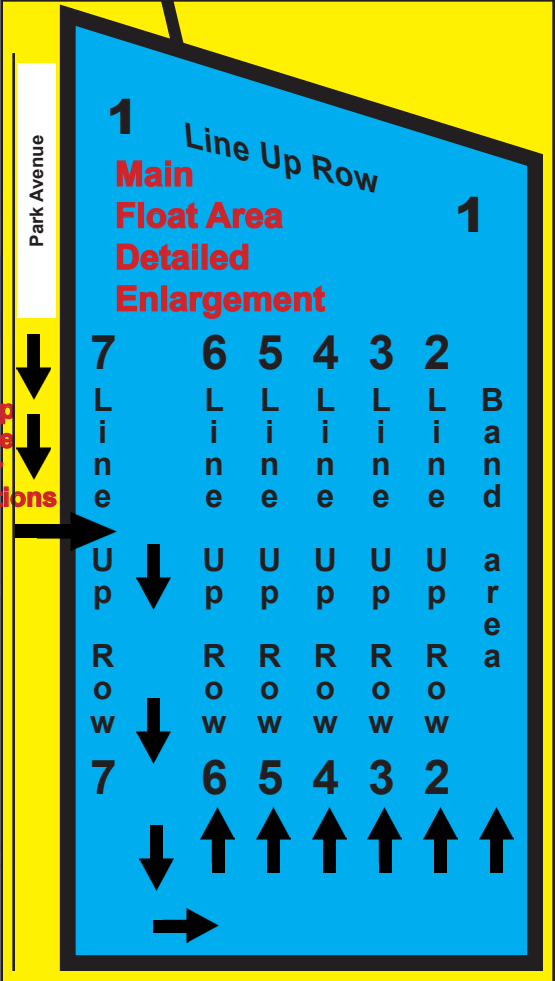 Park Avenue
1
Line Up Row
1
Main
Float Area
Detailed
Enlargement
7 Line Up Row 7
6 Line Up Row 6
5 Line Up Row 5
4 Line Up Row 4
3 Line Up Row 3
2 Line Up Row 2
Band area